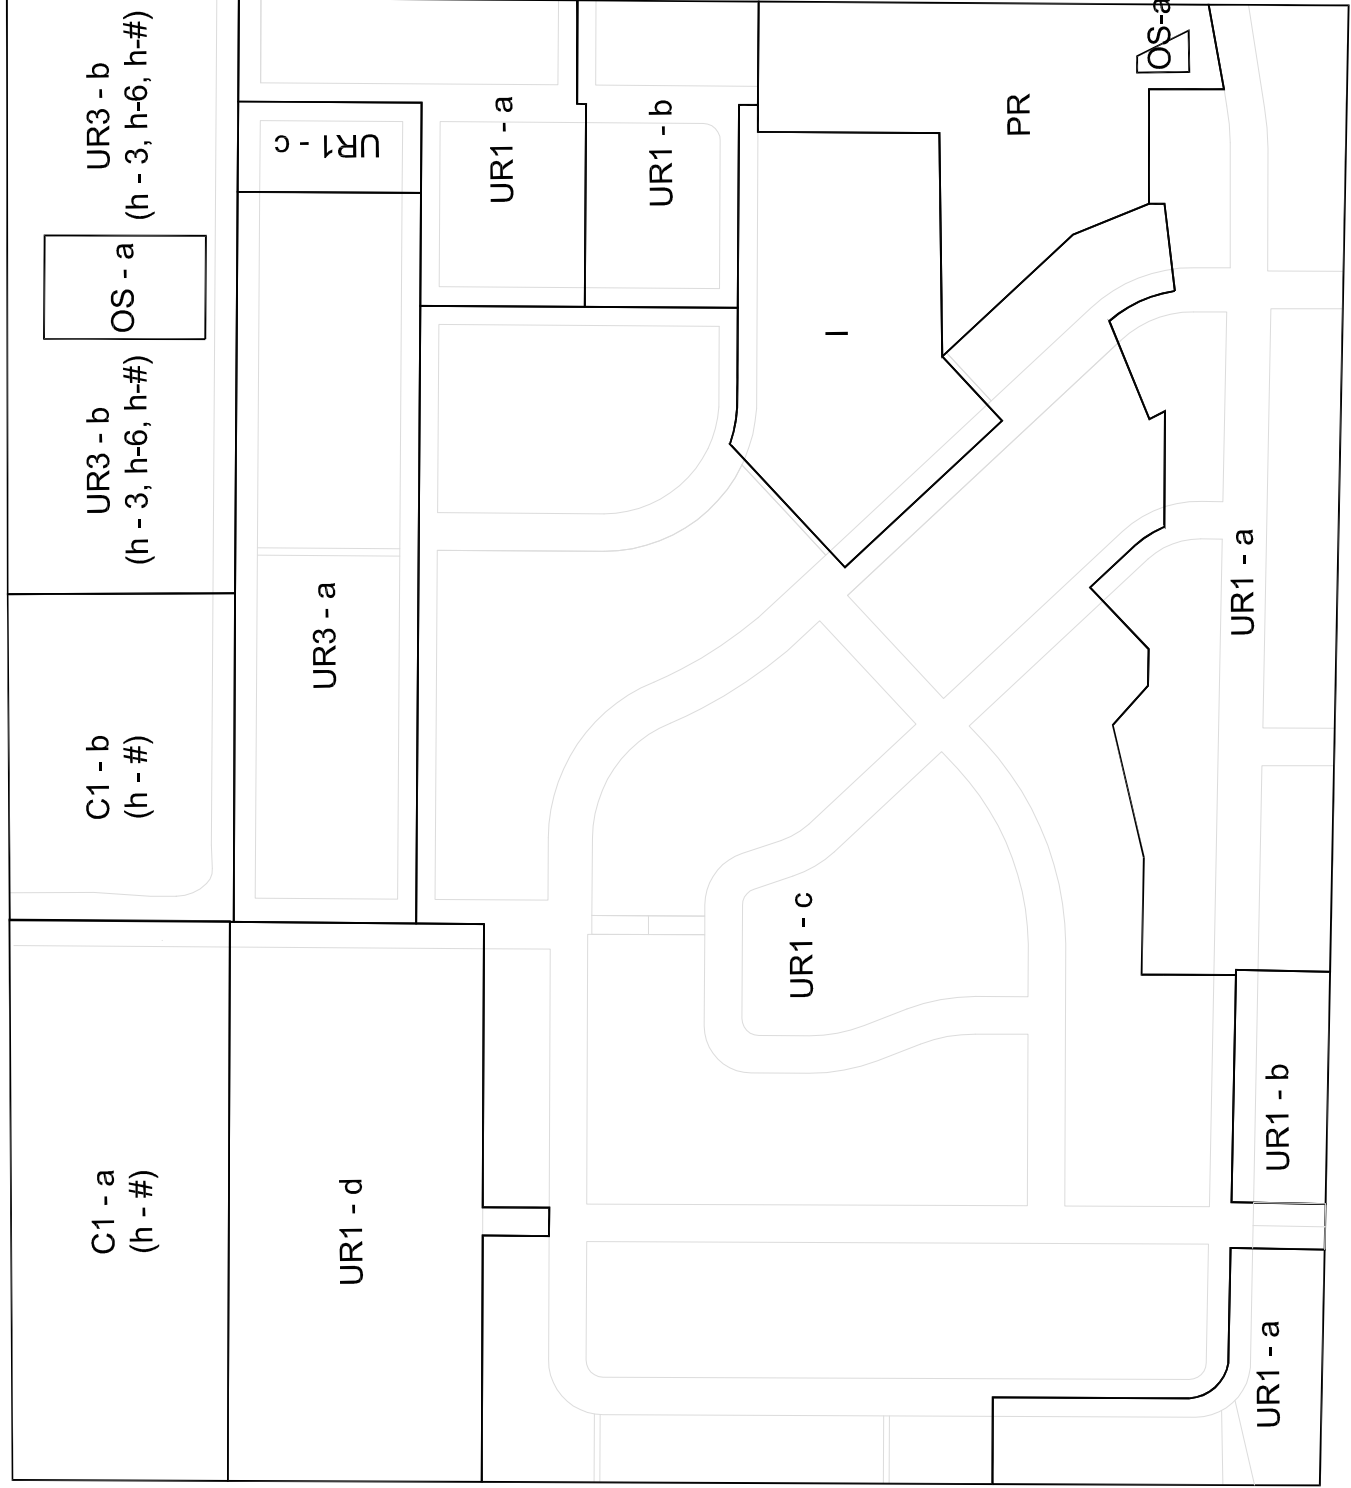 UR3 - b
(h - 3, h-6, h-#)
OS - a
UR3 - b
(h - 3, h-6, h-#)
C1 - b
(h - #)
C1 - a
(h - #)
UR1 - c
UR3 - a
UR1 - d
UR1 - a
UR1 - b
I
PR
OS-a
UR1 - c
UR1 - a
UR1 - b
UR1 - a